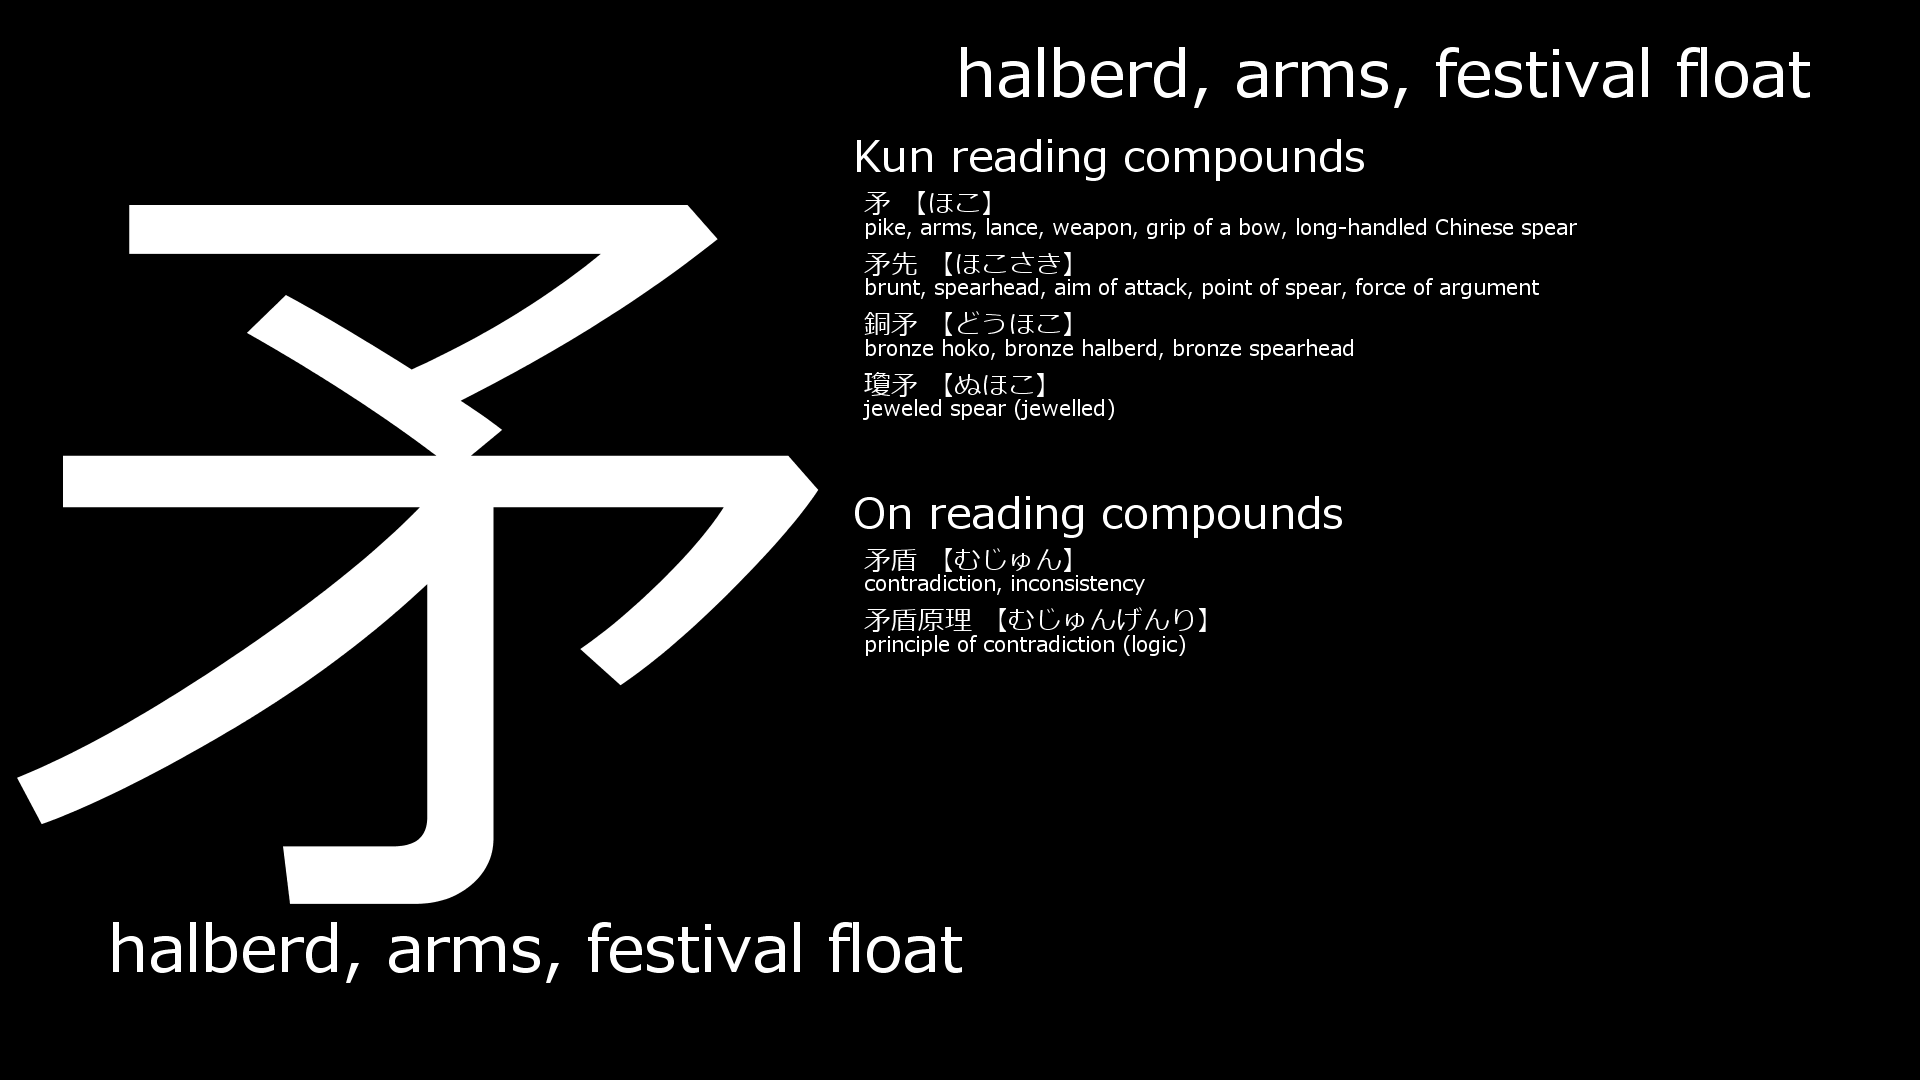 矛
halberd, arms, festival float
halberd, arms, festival float
Kun reading compounds
矛 【ほこ】
pike, arms, lance, weapon, grip of a bow, long-handled Chinese spear
矛先 【ほこさき】
brunt, spearhead, aim of attack, point of spear, force of argument
銅矛 【どうほこ】
bronze hoko, bronze halberd, bronze spearhead
瓊矛 【ぬほこ】
jeweled spear (jewelled)
On reading compounds
矛盾 【むじゅん】
contradiction, inconsistency
矛盾原理 【むじゅんげんり】
principle of contradiction (logic)